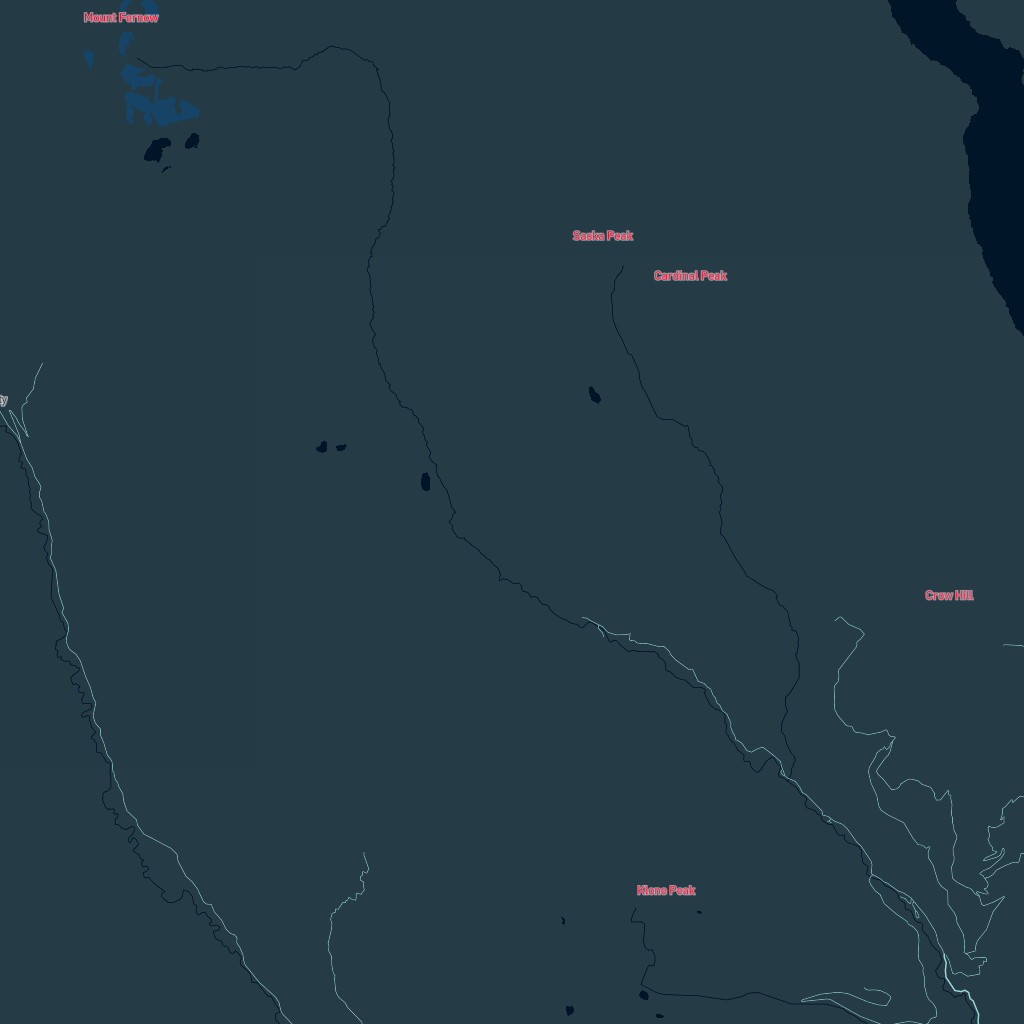 Mount Fernow
Saska Peak
Cardinal Peak
Crow Hill
Klone Peak